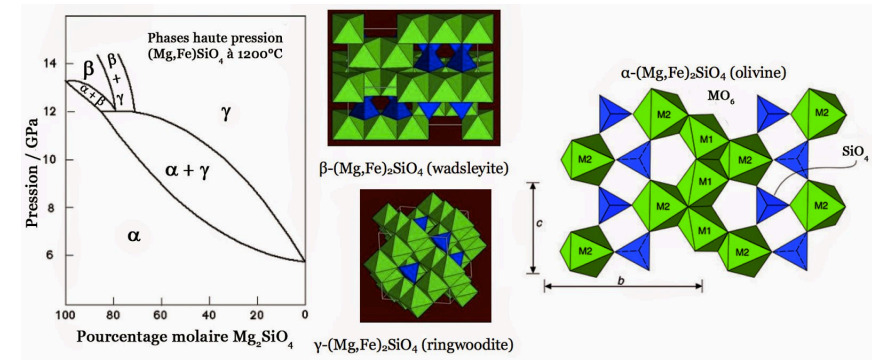 Phases haute pression
(Mg,Fe)SiO₄ à 1200°C
14
12
10
8
6
Pression / GPa
β
α + β
β + γ
γ
α + γ
α
100 80 60 40 20 0
Pourcentage molaire Mg₂SiO₄
β-(Mg,Fe)₂SiO₄ (wadsleyite)
γ-(Mg,Fe)₂SiO₄ (ringwoodite)
α-(Mg,Fe)₂SiO₄ (olivine)
MO₆
M2
M1
M2
M2
M2
SiO₄
M1
M2
M2
M2
M1
M2
M2
c
b